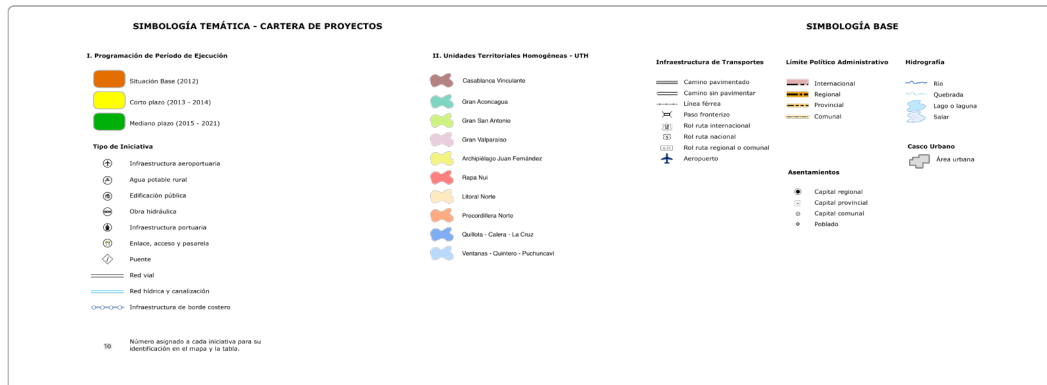 SIMBOLOGÍA TEMÁTICA - CARTERA DE PROYECTOS
I. Programación de Período de Ejecución
Situación Base (2012)
Corto plazo (2013 - 2014)
Mediano plazo (2015 - 2021)
Tipo de Iniciativa
Infraestructura aeroportuaria
Agua potable rural
Edificación pública
Obra hidráulica
Infraestructura portuaria
Enlace, acceso y pasarela
Puente
Red vial
Red hídrica y canalización
Infraestructura de borde costero
Número asignado a cada iniciativa para su
identificación en el mapa y la tabla.
II. Unidades Territoriales Homogéneas - UTH
Casablanca Vinculante
Gran Aconcagua
Gran San Antonio
Gran Valparaíso
Archipiélago Juan Fernández
Rapa Nui
Litoral Norte
Precordillera Norte
Quillota - Calera - La Cruz
Ventanas - Quintero - Puchuncaví
SIMBOLOGÍA BASE
Infraestructura de Transportes
Camino pavimentado
Camino sin pavimentar
Línea férrea
Paso fronterizo
Rol ruta internacional
Rol ruta nacional
Rol ruta regional o comunal
Aeropuerto
Límite Político Administrativo
Internacional
Regional
Provincial
Comunal
Asentamientos
Capital regional
Capital provincial
Capital comunal
Poblado
Hidrografía
Río
Quebrada
Lago o laguna
Salar
Casco Urbano
Área urbana